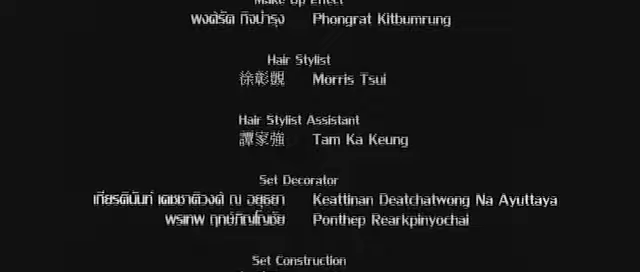 Make Up Effect
พงศ์รัต กิจบำรุง Phongrat Kitbumrung
Hair Stylist
徐彰觀 Morris Tsui
Hair Stylist Assistant
譚家強 Tam Ka Keung
Set Decorator
เกียรตินันท์ เดชชาติวงศ์ ณ อยุธยา Keattinan Deatchatwong Na Ayuttaya
พรเทพ ฤกษ์ภิญโญชัย Ponthep Rearkpinyochai
Set Construction